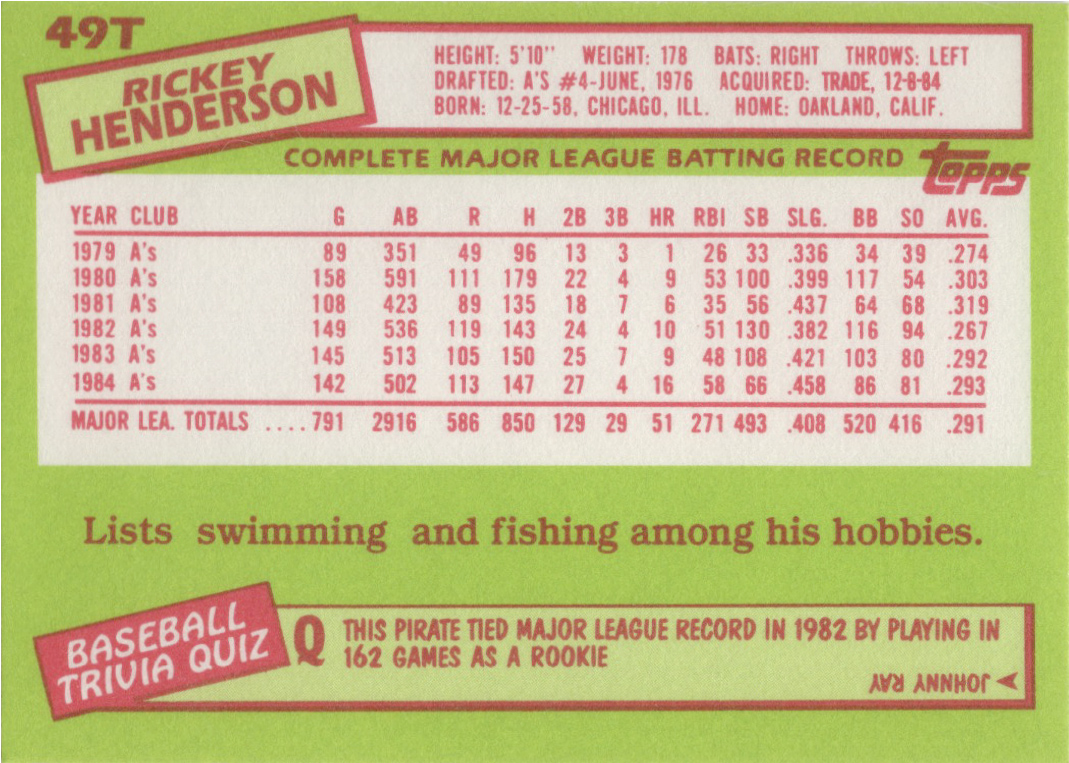 49T
RICKEY
HENDERSON
HEIGHT: 5'10" WEIGHT: 178 BATS: RIGHT THROWS: LEFT
DRAFTED: A'S #4-JUNE, 1976 ACQUIRED: TRADE, 12-8-84
BORN: 12-25-58, CHICAGO, ILL. HOME: OAKLAND, CALIF.
COMPLETE MAJOR LEAGUE BATTING RECORD
Topps
YEAR CLUB G AB R H 2B 3B HR RBI SB SLG. BB SO AVG.
1979 A's 89 351 49 96 13 3 1 26 33 .336 34 39 .274
1980 A's 158 591 111 179 22 4 9 53 100 .399 117 54 .303
1981 A's 108 423 89 135 18 7 6 35 56 .437 64 68 .319
1982 A's 149 536 119 143 24 4 10 51 130 .382 116 94 .267
1983 A's 145 513 105 150 25 7 9 48 108 .421 103 80 .292
1984 A's 142 502 113 147 27 4 16 58 66 .458 86 81 .293
MAJOR LEA. TOTALS ....791 2916 586 850 129 29 51 271 493 .408 520 416 .291
Lists swimming and fishing among his hobbies.
BASEBALL
TRIVIA QUIZ
Q THIS PIRATE TIED MAJOR LEAGUE RECORD IN 1982 BY PLAYING IN
162 GAMES AS A ROOKIE
JOHNNY RAY